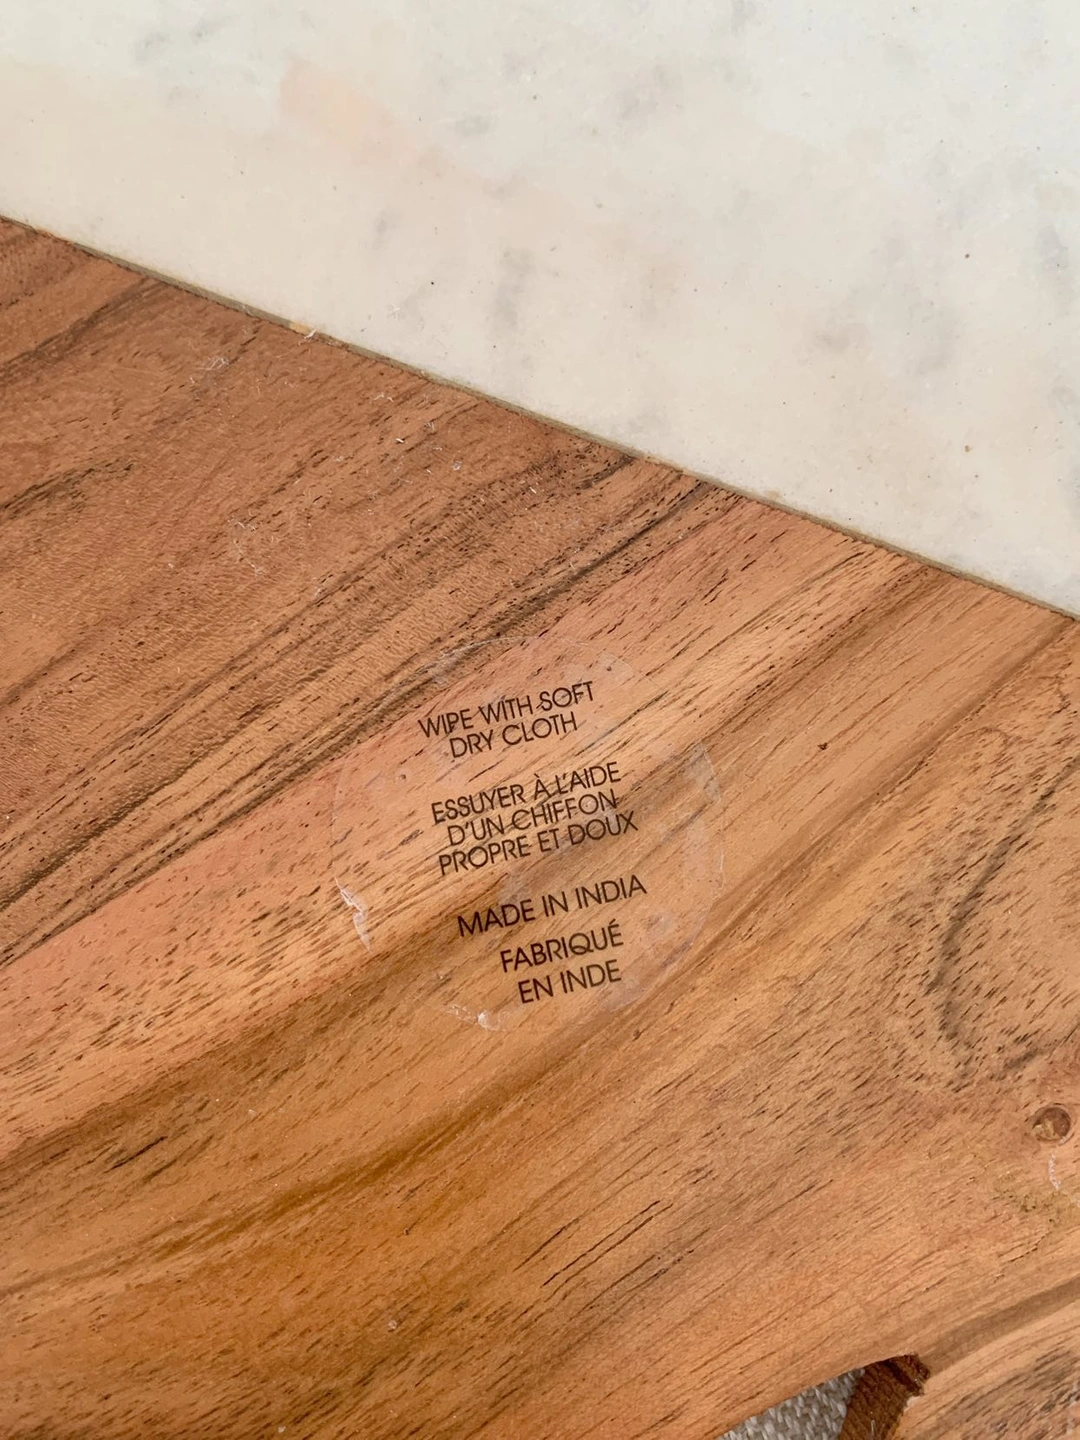 WIPE WITH SOFT
DRY CLOTH
ESSUYER À L'AIDE
D'UN CHIFFON
PROPRE ET DOUX
MADE IN INDIA
FABRIQUÉ
EN INDE